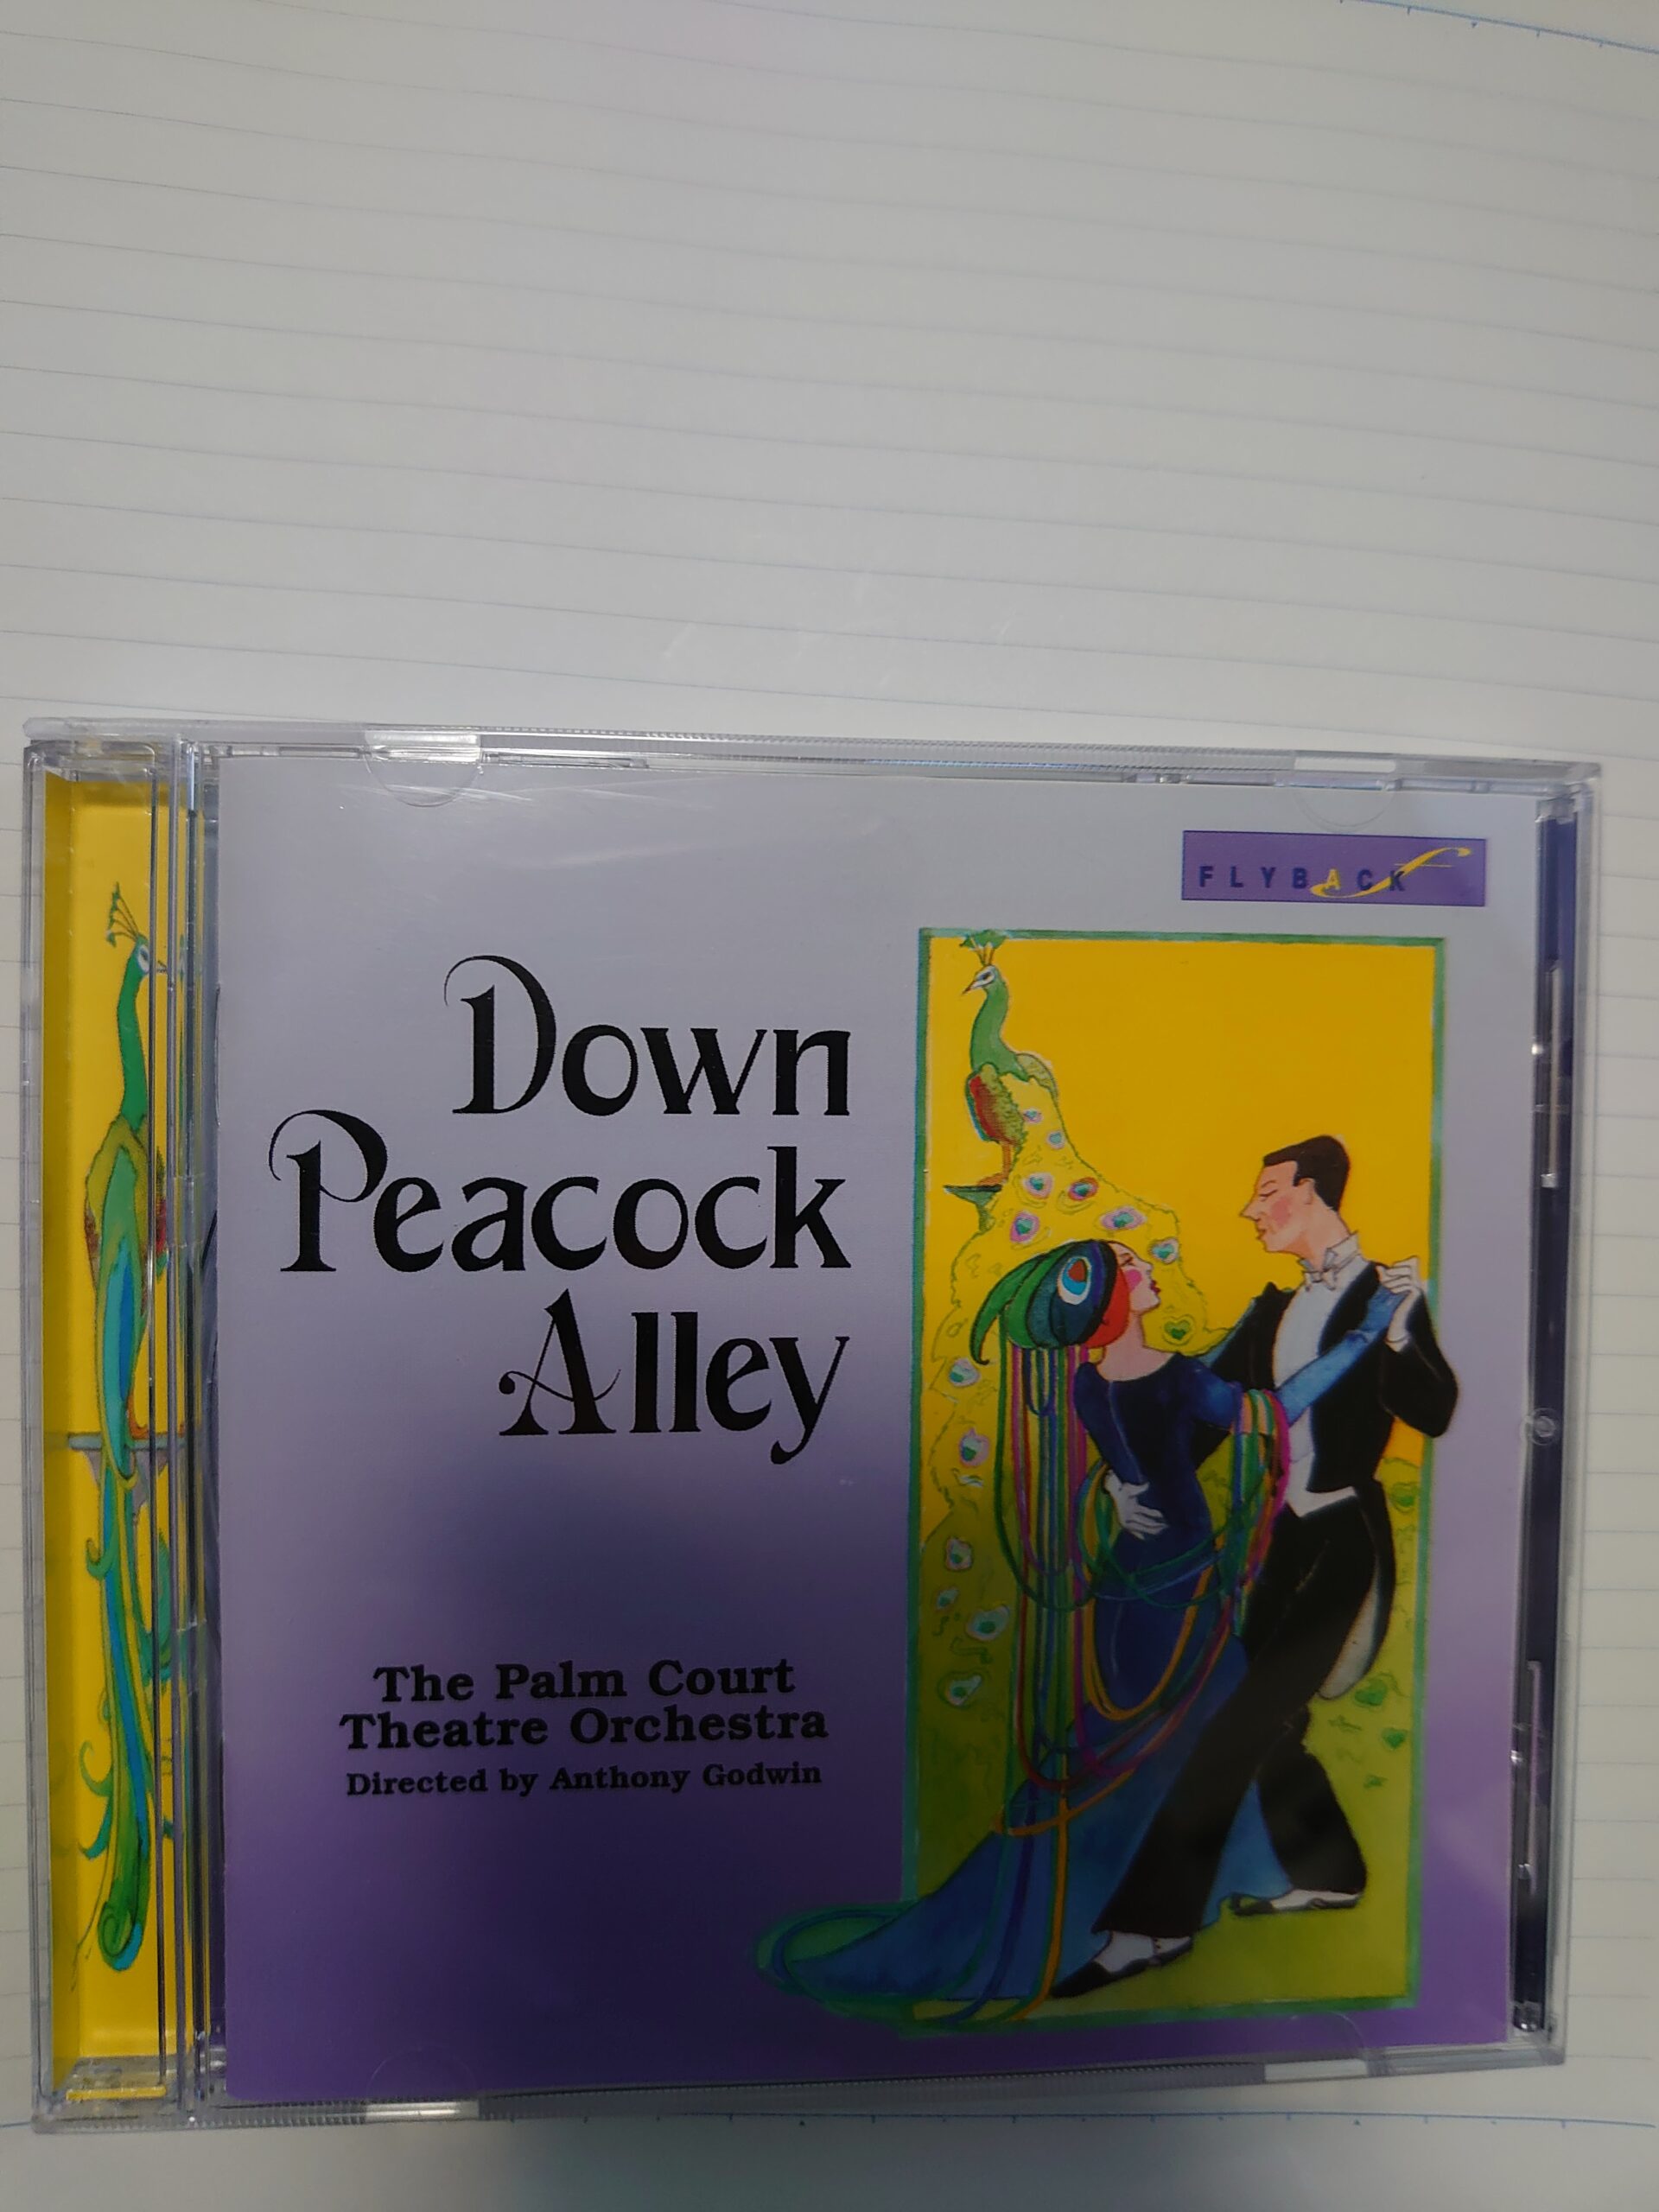 FLYBACK
Down
Peacock
Alley
The Palm Court
Theatre Orchestra
Directed by Anthony Godwin